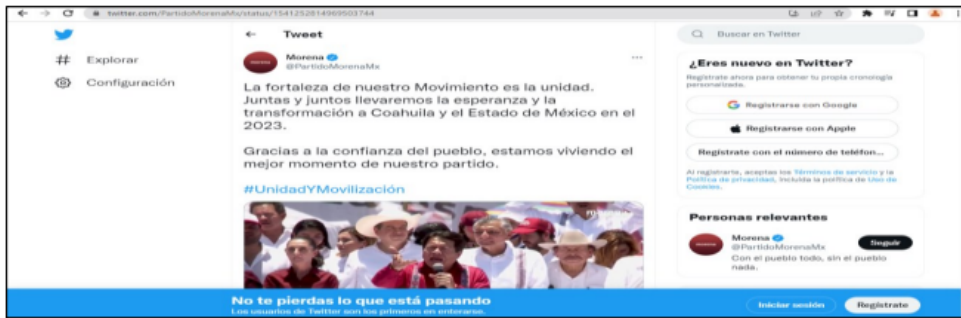 twitter.com/PartidoMorenaMx/status/1541252814969503744
Explorar
Configuración
Tweet
Morena
@PartidoMorenaMx
La fortaleza de nuestro Movimiento es la unidad.
Juntas y juntos llevaremos la esperanza y la
transformación a Coahuila y el Estado de México en el
2023.
Gracias a la confianza del pueblo, estamos viviendo el
mejor momento de nuestro partido.
#UnidadYMovilización
Buscar en Twitter
¿Eres nuevo en Twitter?
Regístrate ahora para obtener tu propia cronología
personalizada.
Registrarse con Google
Registrarse con Apple
Regístrate con el número de teléfon...
Al registrarte, aceptas los Términos de servicio y la
Política de privacidad, incluida la política de Uso de
Cookies.
Personas relevantes
Morena
@PartidoMorenaMx
Seguir
Con el pueblo todo, sin el pueblo
nada.
No te pierdas lo que está pasando
Los usuarios de Twitter son los primeros en enterarse.
Iniciar sesión
Regístrate